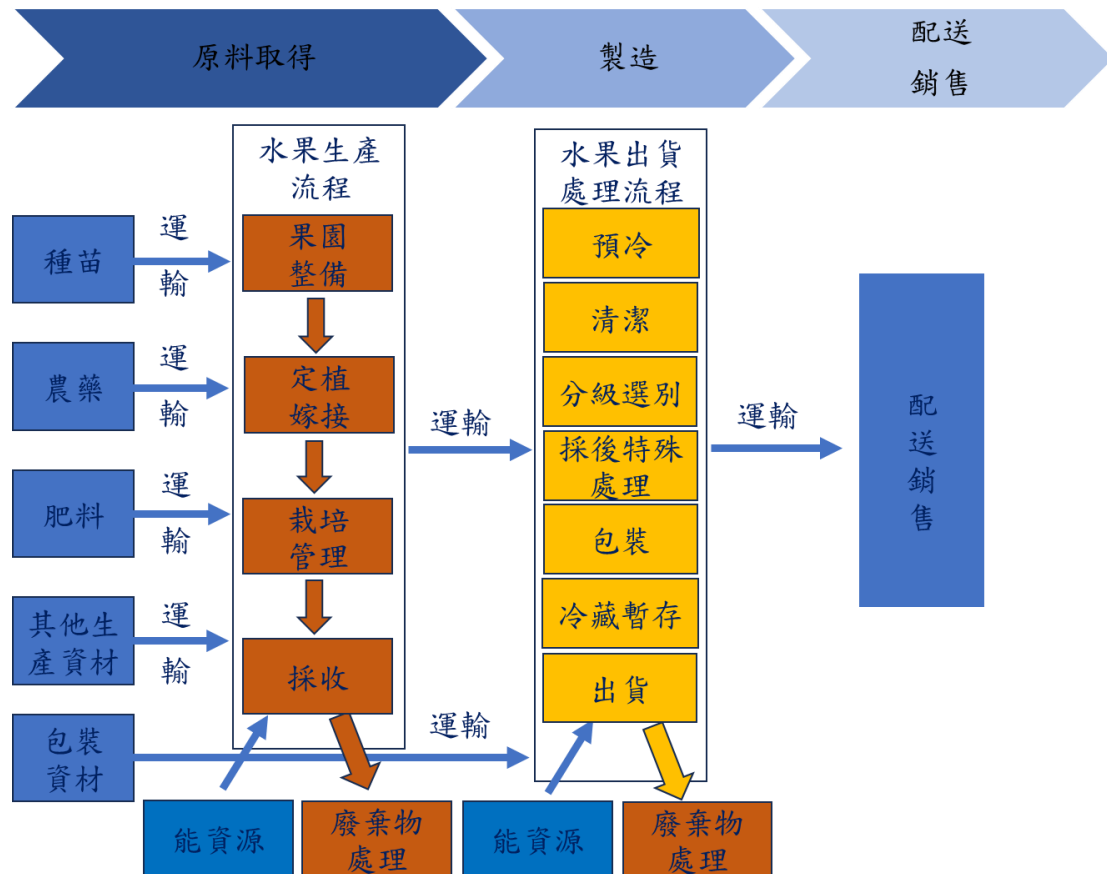 原料取得
製造
配送
銷售
水果生產
流程
水果出貨
處理流程
種苗
運
輸
農藥
運
輸
肥料
運
輸
其他生
產資材
運
輸
包裝
資材
運輸
果園
整備
定植
嫁接
栽培
管理
採收
運輸
預冷
清潔
分級選別
採後特殊
處理
包裝
冷藏暫存
出貨
運輸
配
送
銷
售
能資源
廢棄物
處理
能資源
廢棄物
處理